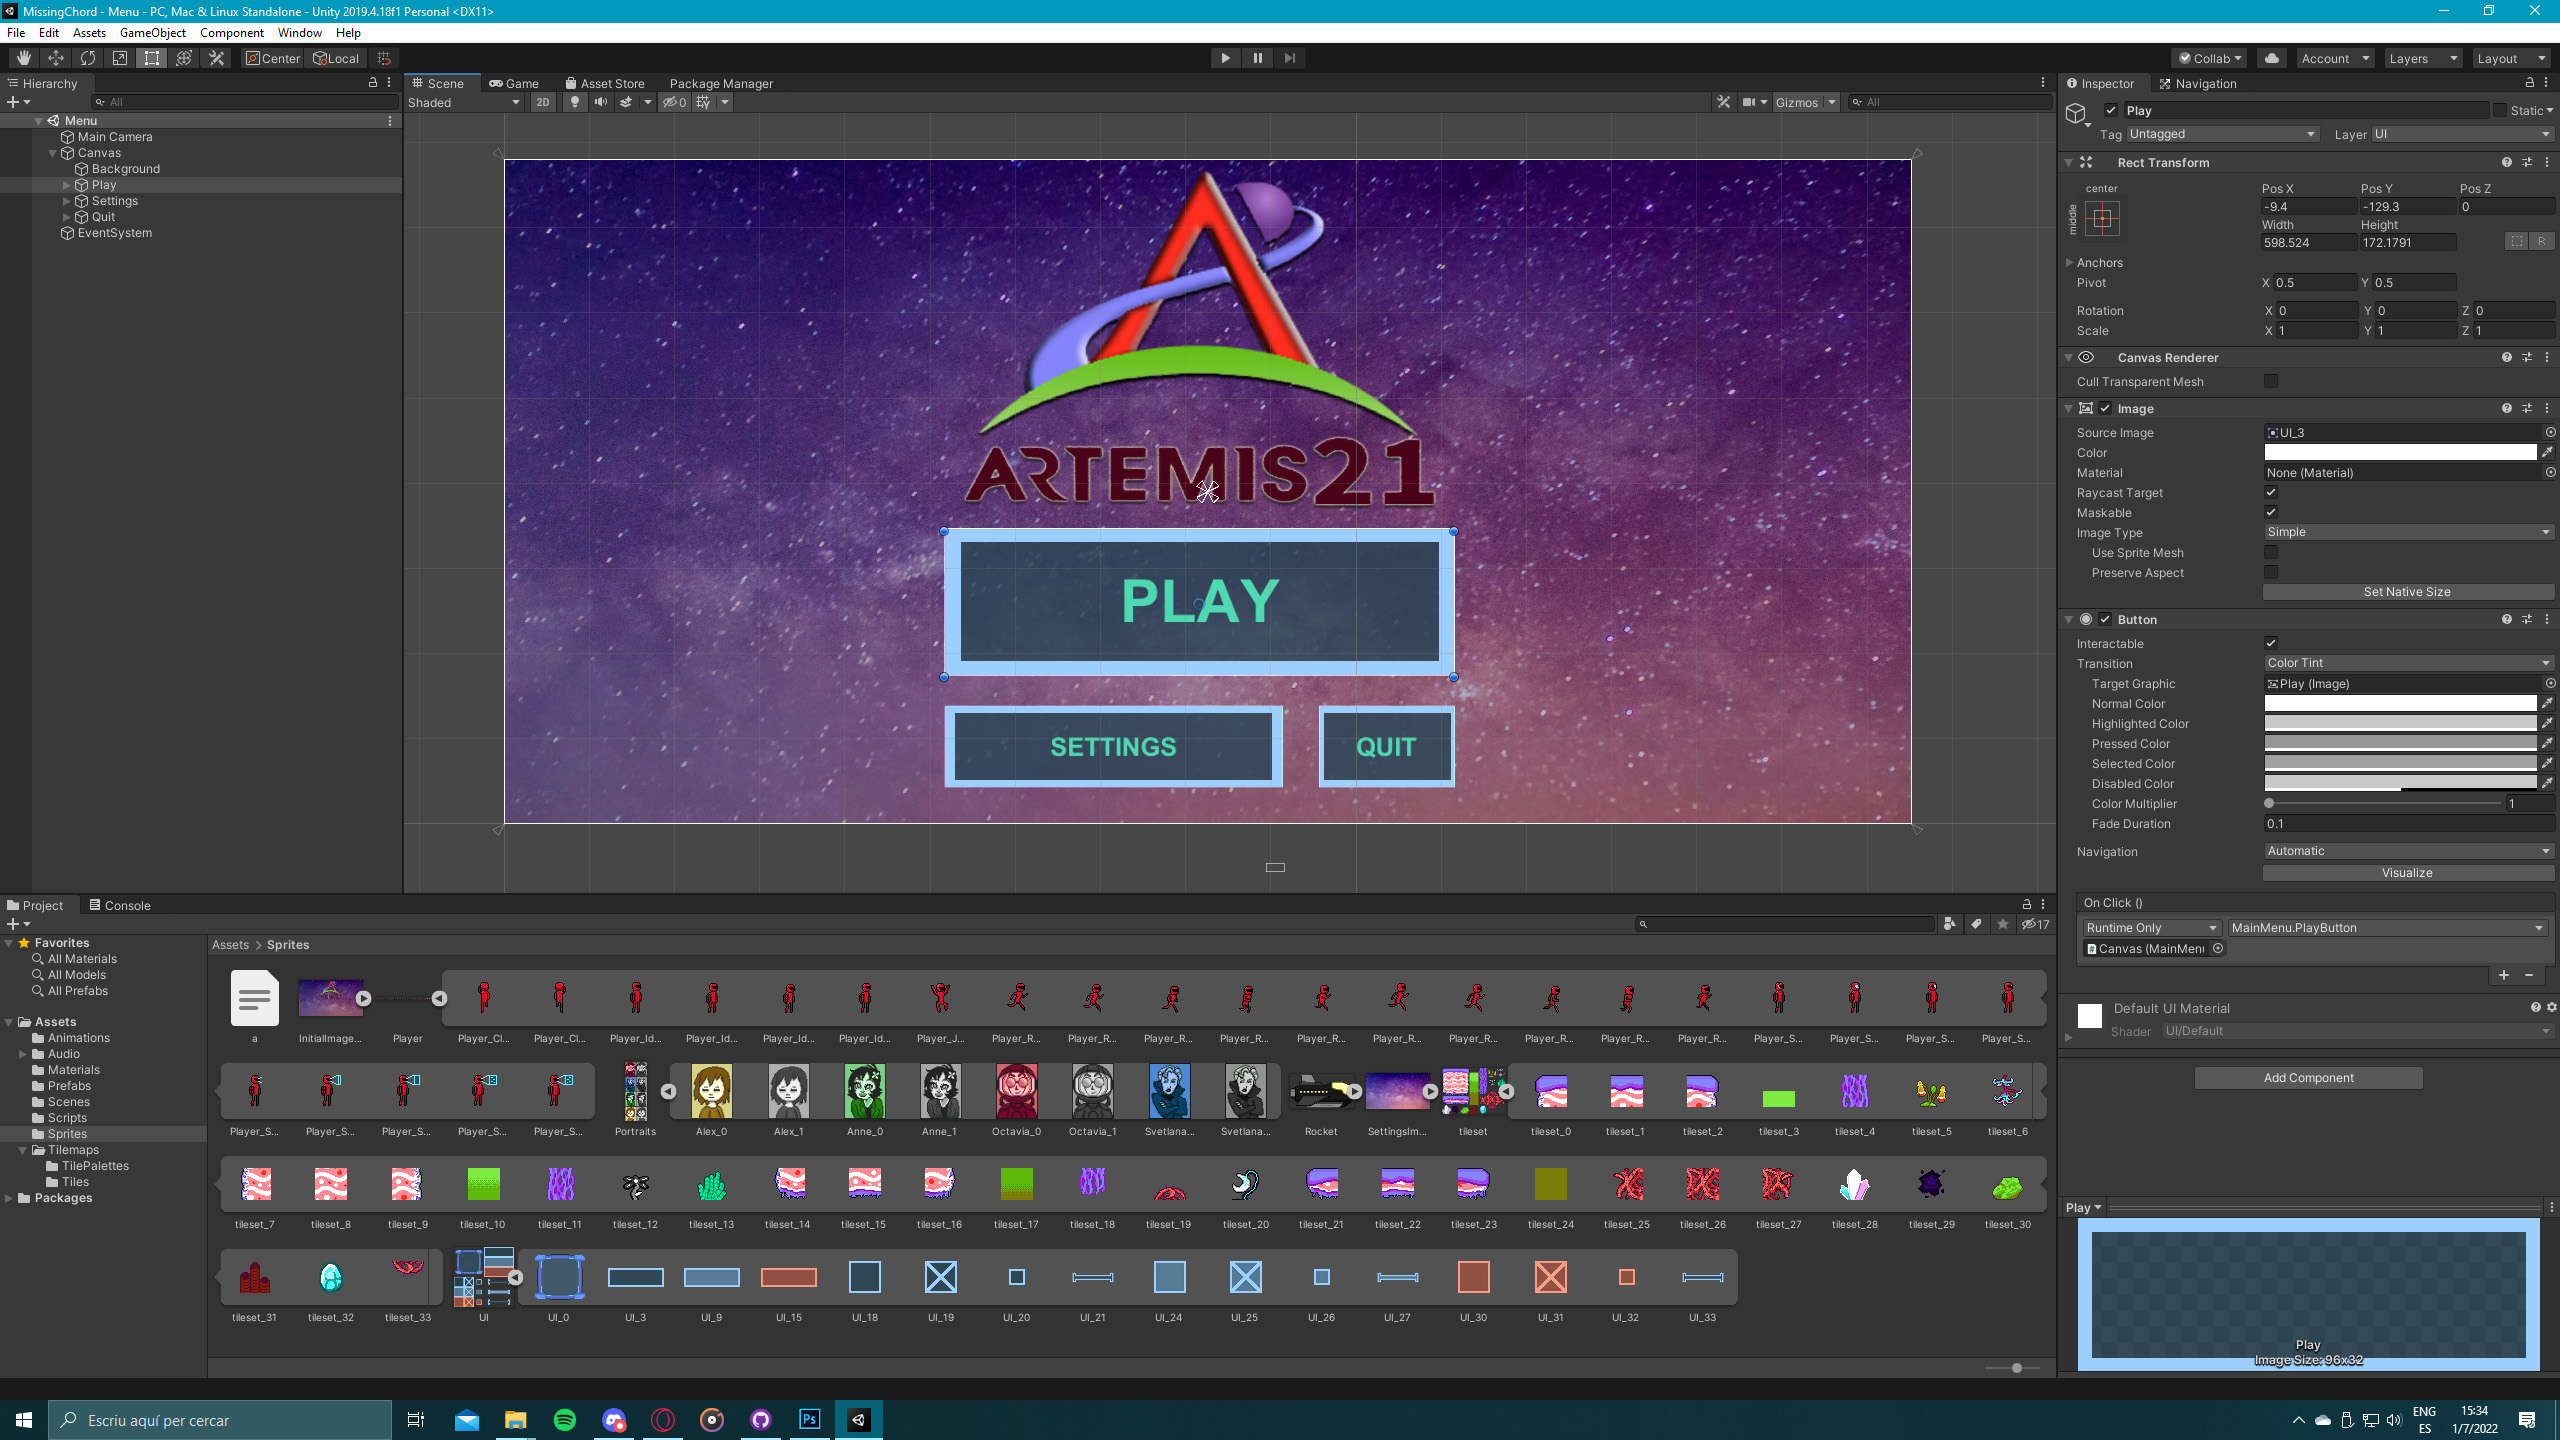 MissingChord - Menu - PC, Mac & Linux Standalone - Unity 2019.4.18f1 Personal <DX11>
File Edit Assets GameObject Component Window Help
Center Local Collab Account Layers Layout
Hierarchy
All
Menu
Main Camera
Canvas
Background
Play
Settings
Quit
EventSystem
Scene Game Asset Store Package Manager
Shaded 2D 0 Gizmos All
ARTEMIS21
PLAY
SETTINGS
QUIT
Inspector Navigation
Play Static
Tag Untagged Layer UI
Rect Transform
center
middle
Pos X Pos Y Pos Z
-9.4 -129.3 0
Width Height
598.524 172.1791
R
Anchors
Pivot X 0.5 Y 0.5
Rotation X 0 Y 0 Z 0
Scale X 1 Y 1 Z 1
Canvas Renderer
Cull Transparent Mesh
Image
Source Image UI_3
Color
Material None (Material)
Raycast Target
Maskable
Image Type Simple
Use Sprite Mesh
Preserve Aspect
Set Native Size
Button
Interactable
Transition Color Tint
Target Graphic Play (Image)
Normal Color
Highlighted Color
Pressed Color
Selected Color
Disabled Color
Color Multiplier 1
Fade Duration 0.1
Navigation Automatic
Visualize
On Click ()
Runtime Only MainMenu.PlayButton
Canvas (MainMenu
Default UI Material
Shader UI/Default
Add Component
Play
Play
Image Size: 96x32
Project Console
17
Favorites
All Materials
All Models
All Prefabs
Assets
Animations
Audio
Materials
Prefabs
Scenes
Scripts
Sprites
Tilemaps
TilePalettes
Tiles
Packages
Assets > Sprites
a InitialImage... Player Player_Cl... Player_Cl... Player_Id... Player_Id... Player_Id... Player_Id... Player_J... Player_R... Player_R... Player_R... Player_R... Player_R... Player_R... Player_R... Player_R... Player_R... Player_R... Player_S... Player_S... Player_S... Player_S...
Player_S... Player_S... Player_S... Player_S... Player_S... Portraits Alex_0 Alex_1 Anne_0 Anne_1 Octavia_0 Octavia_1 Svetlana... Svetlana... Rocket SettingsIm... tileset tileset_0 tileset_1 tileset_2 tileset_3 tileset_4 tileset_5 tileset_6
tileset_7 tileset_8 tileset_9 tileset_10 tileset_11 tileset_12 tileset_13 tileset_14 tileset_15 tileset_16 tileset_17 tileset_18 tileset_19 tileset_20 tileset_21 tileset_22 tileset_23 tileset_24 tileset_25 tileset_26 tileset_27 tileset_28 tileset_29 tileset_30
tileset_31 tileset_32 tileset_33 UI UI_0 UI_3 UI_9 UI_15 UI_18 UI_19 UI_20 UI_21 UI_24 UI_25 UI_26 UI_27 UI_30 UI_31 UI_32 UI_33
Escriu aquí per cercar
Ps
ENG
ES
15:34
1/7/2022